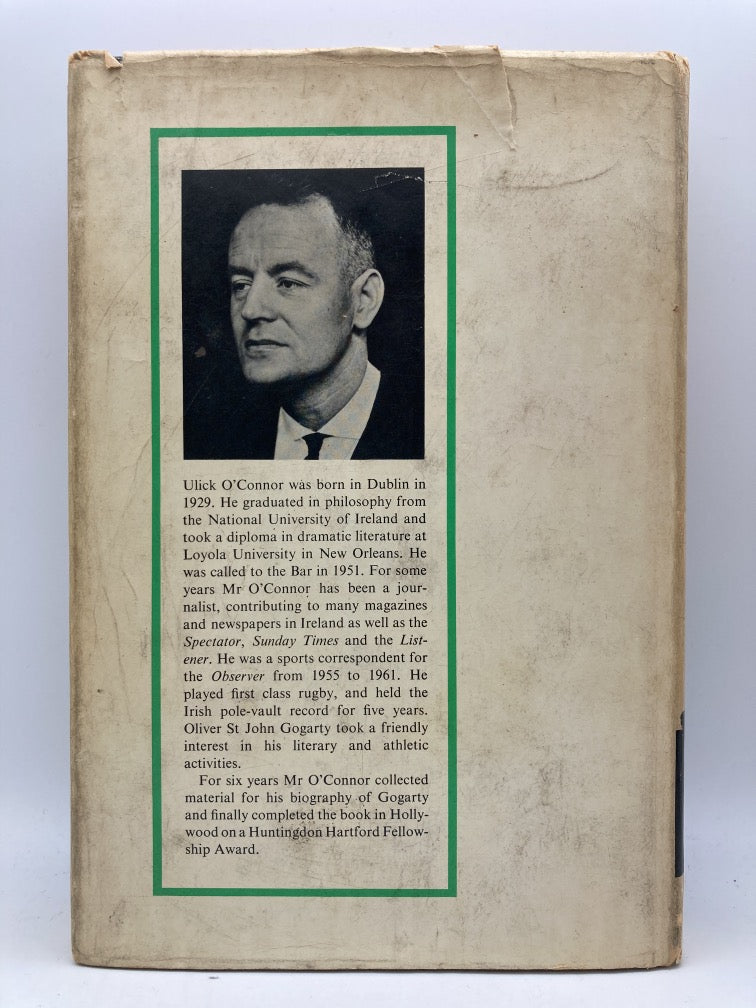 Ulick O'Connor was born in Dublin in
1929. He graduated in philosophy from
the National University of Ireland and
took a diploma in dramatic literature at
Loyola University in New Orleans. He
was called to the Bar in 1951. For some
years Mr O'Connor has been a jour-
nalist, contributing to many magazines
and newspapers in Ireland as well as the
Spectator, Sunday Times and the List-
ener. He was a sports correspondent for
the Observer from 1955 to 1961. He
played first class rugby, and held the
Irish pole-vault record for five years.
Oliver St John Gogarty took a friendly
interest in his literary and athletic
activities.
For six years Mr O'Connor collected
material for his biography of Gogarty
and finally completed the book in Holly-
wood on a Huntingdon Hartford Fellow-
ship Award.